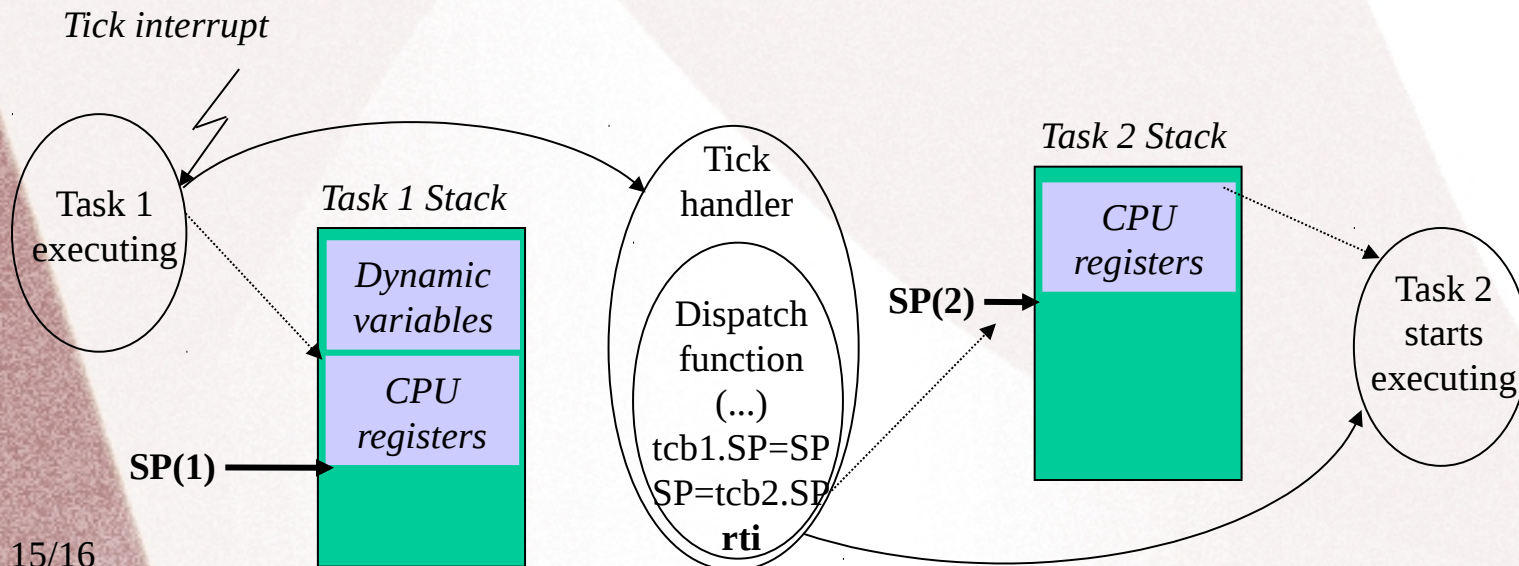 Tick interrupt
Task 1
executing
Task 1 Stack
Dynamic
variables
CPU
registers
SP(1)
Tick
handler
Dispatch
function
(...)
tcb1.SP=SP
SP=tcb2.SP
rti
Task 2 Stack
CPU
registers
SP(2)
Task 2
starts
executing
15/16